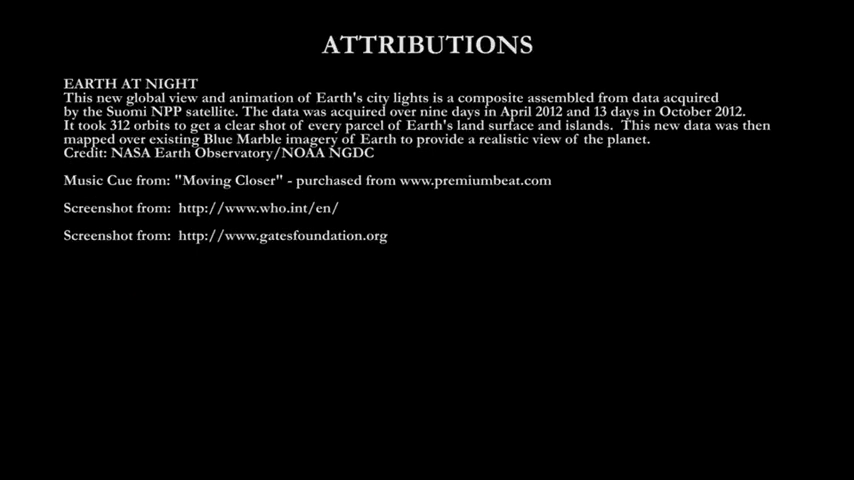 ATTRIBUTIONS
EARTH AT NIGHT
This new global view and animation of Earth's city lights is a composite assembled from data acquired
by the Suomi NPP satellite. The data was acquired over nine days in April 2012 and 13 days in October 2012.
It took 312 orbits to get a clear shot of every parcel of Earth's land surface and islands.  This new data was then
mapped over existing Blue Marble imagery of Earth to provide a realistic view of the planet.
Credit: NASA Earth Observatory/NOAA NGDC
Music Cue from: "Moving Closer" - purchased from www.premiumbeat.com
Screenshot from:  http://www.who.int/en/
Screenshot from:  http://www.gatesfoundation.org